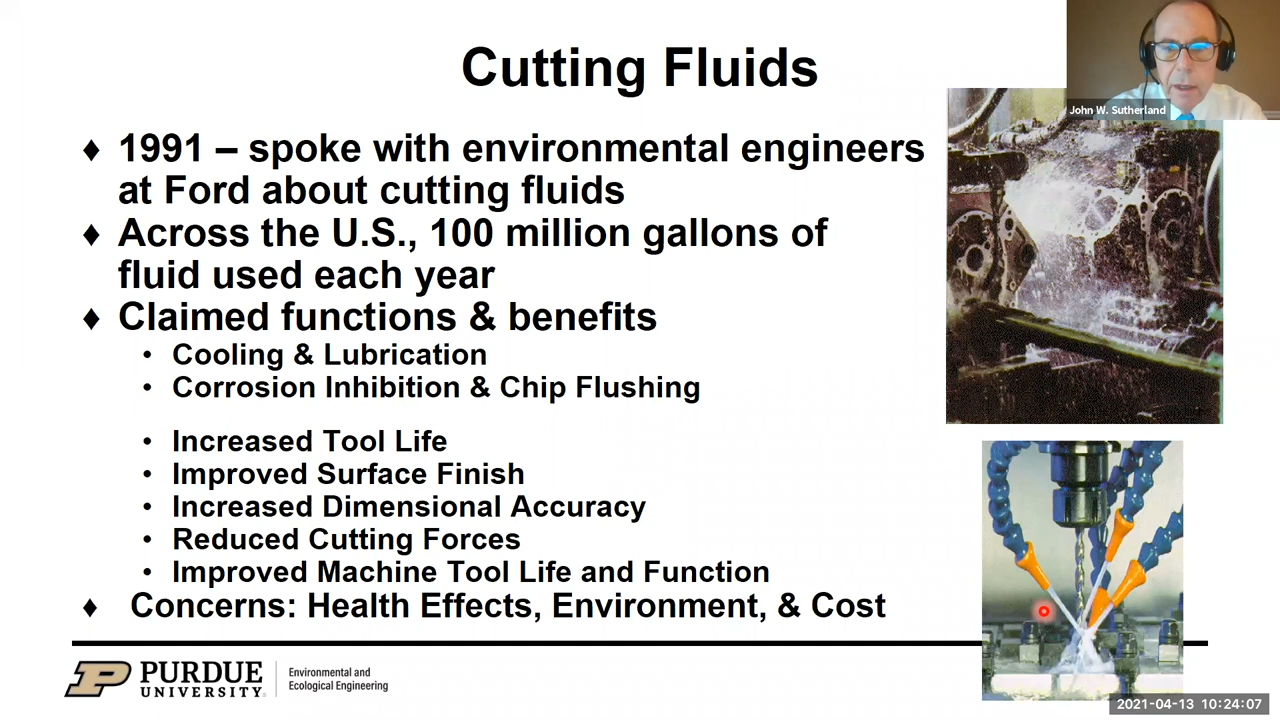 Cutting Fluids
John W. Sutherland
♦ 1991 – spoke with environmental engineers
at Ford about cutting fluids
♦ Across the U.S., 100 million gallons of
fluid used each year
♦ Claimed functions & benefits
• Cooling & Lubrication
• Corrosion Inhibition & Chip Flushing
• Increased Tool Life
• Improved Surface Finish
• Increased Dimensional Accuracy
• Reduced Cutting Forces
• Improved Machine Tool Life and Function
♦ Concerns: Health Effects, Environment, & Cost
P PURDUE
UNIVERSITY®
Environmental and
Ecological Engineering
2021-04-13 10:24:07